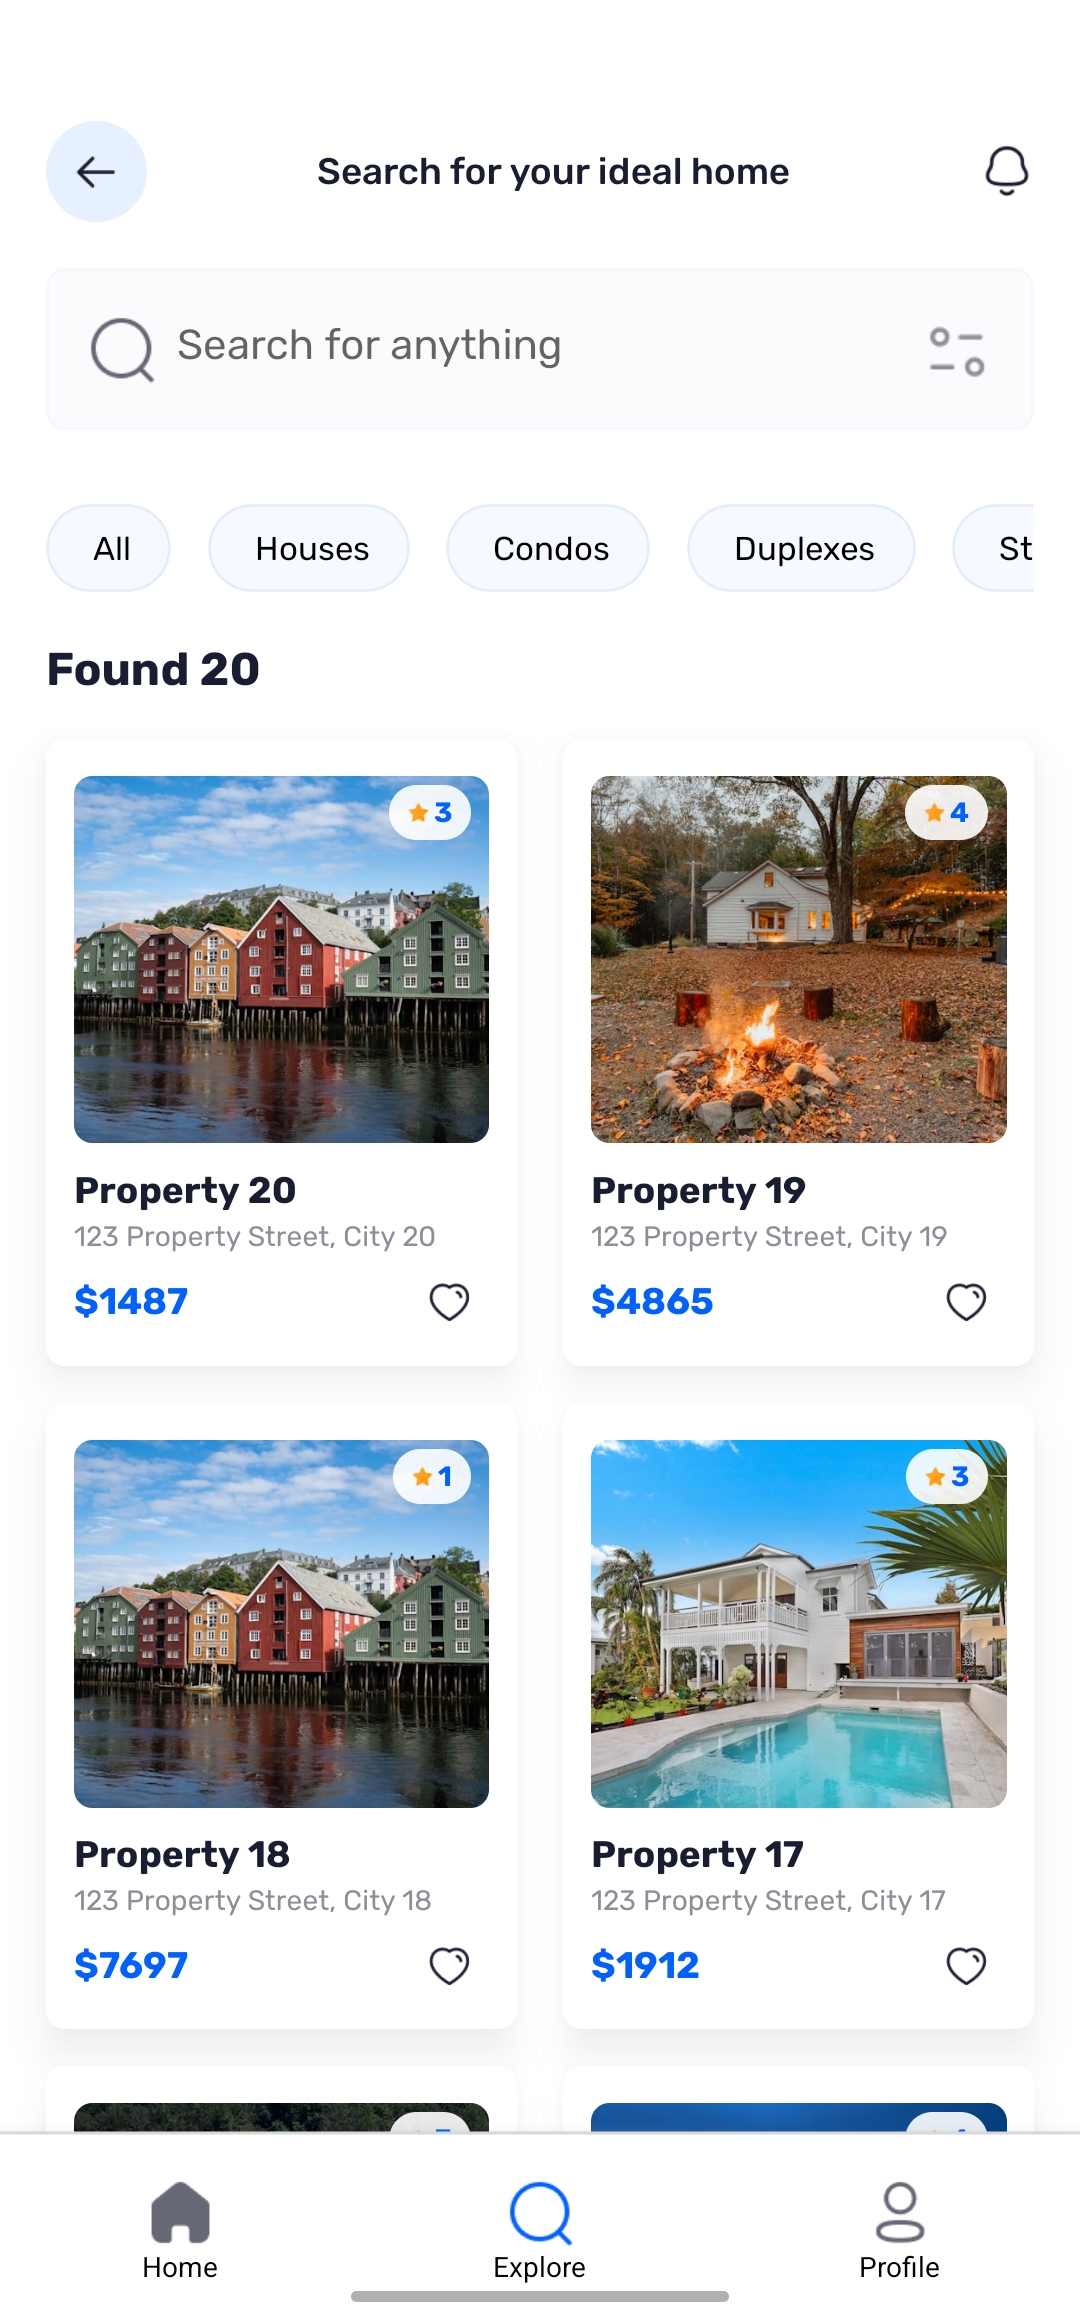 Search for your ideal home
Search for anything
All
Houses
Condos
Duplexes
St
Found 20
3
4
Property 20
123 Property Street, City 20
$1487
Property 19
123 Property Street, City 19
$4865
1
3
Property 18
123 Property Street, City 18
$7697
Property 17
123 Property Street, City 17
$1912
Home
Explore
Profile